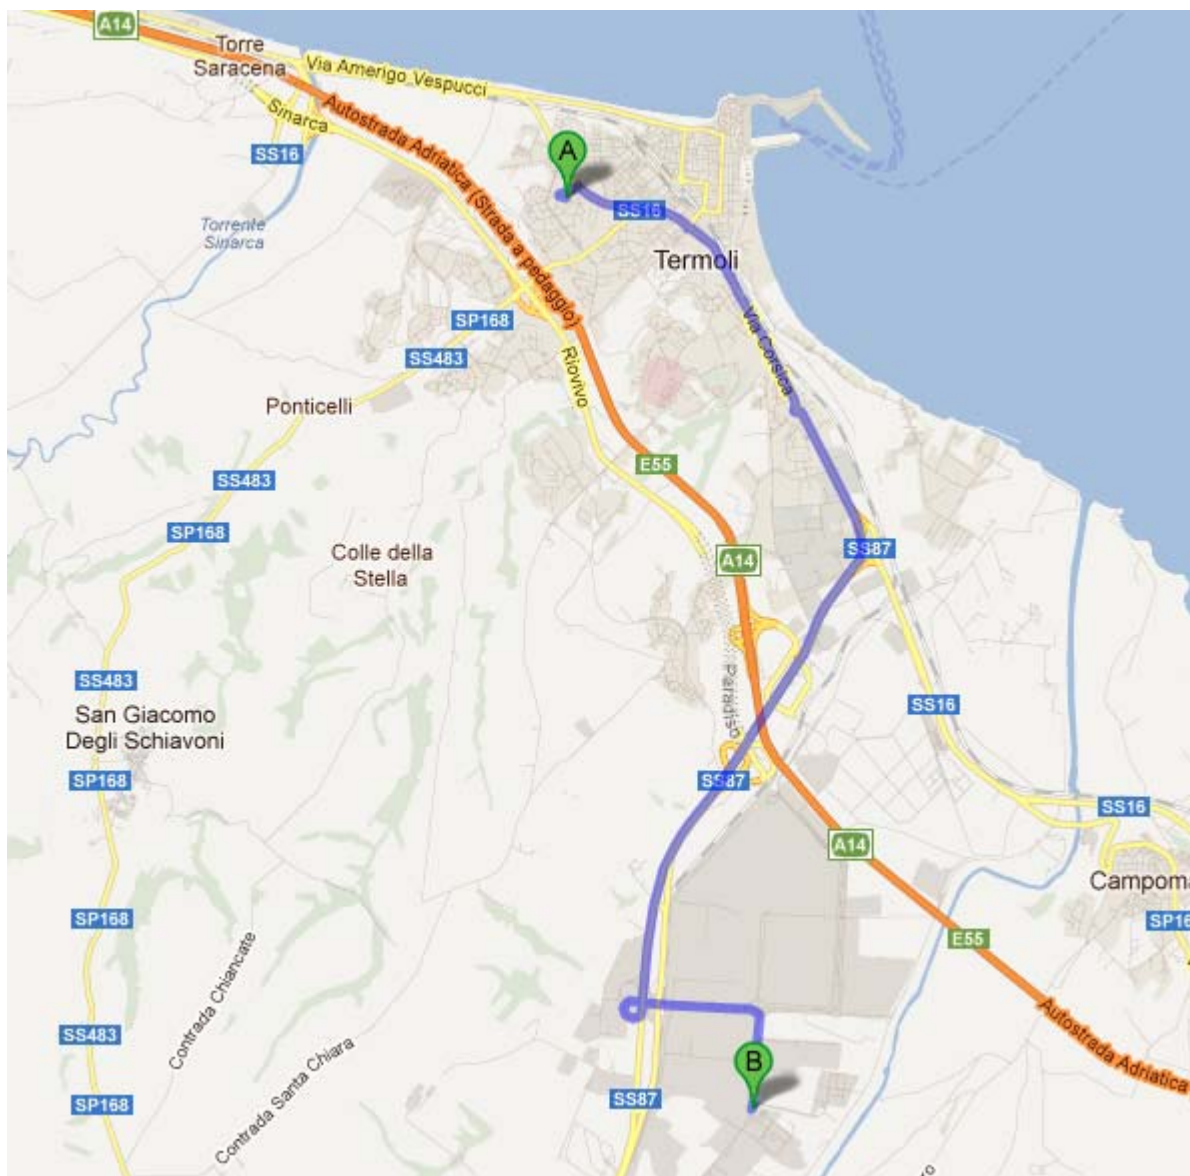 A14
Torre
Saracena
Via Amerigo Vespucci
Sinarca
Autostrada Adriatica (Strada a pedaggio)
SS16
A
SS16
Torrente
Sinarca
Termoli
SP168
Via Corsica
SS483
Riovivo
Ponticelli
E55
SS483
SP168
Colle della
Stella
A14
SS87
SS483
Paradiso
San Giacomo
Degli Schiavoni
SS16
SP168
SS87
SS16
A14
Campoma
SP168
SP16
E55
Contrada Chiancate
SS483
Contrada Santa Chiara
Autostrada Adriatica
B
SP168
SS87